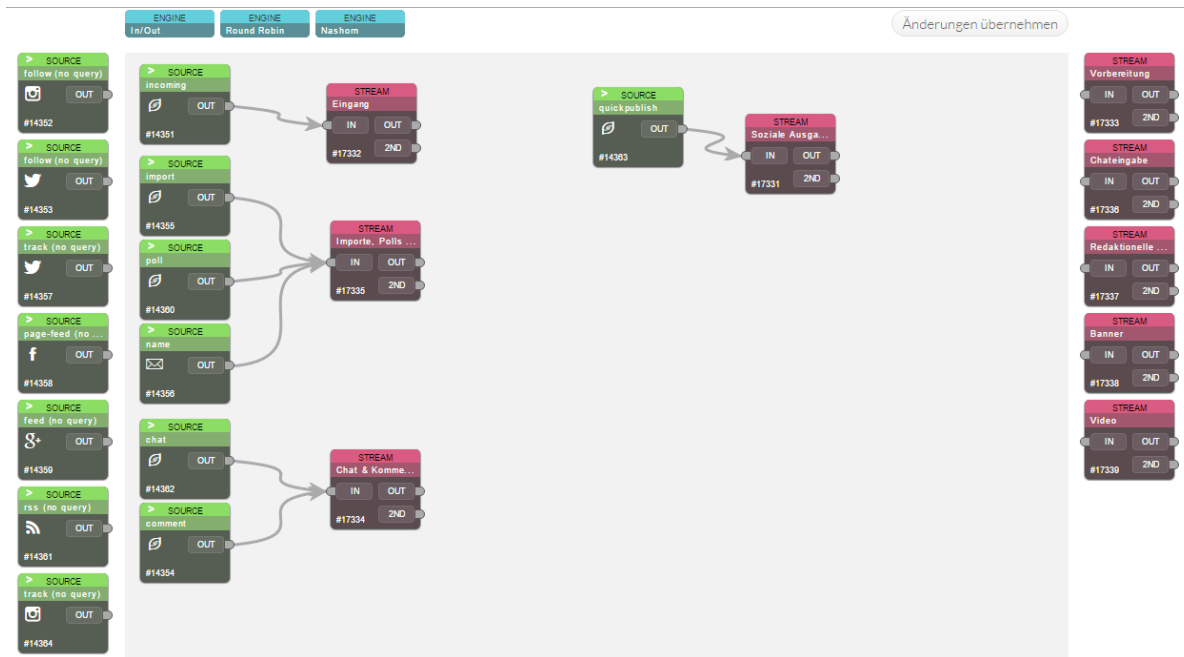 ENGINE
In/Out
ENGINE
Round Robin
ENGINE
Nashorn
Änderungen übernehmen
> SOURCE
follow (no query)
OUT
#14352
> SOURCE
follow (no query)
OUT
#14353
> SOURCE
track (no query)
OUT
#14357
> SOURCE
page-feed (no ...
f
OUT
#14358
> SOURCE
feed (no query)
g+
OUT
#14359
> SOURCE
rss (no query)
OUT
#14361
> SOURCE
track (no query)
OUT
#14364
> SOURCE
incoming
OUT
#14351
> SOURCE
import
OUT
#14355
> SOURCE
poll
OUT
#14360
> SOURCE
name
OUT
#14356
> SOURCE
chat
OUT
#14362
> SOURCE
comment
OUT
#14354
STREAM
Eingang
IN OUT
2ND
#17332
STREAM
Importe, Polls ...
IN OUT
2ND
#17335
STREAM
Chat & Komme...
IN OUT
2ND
#17334
> SOURCE
quickpublish
OUT
#14363
STREAM
Soziale Ausga...
IN OUT
2ND
#17331
STREAM
Vorbereitung
IN OUT
2ND
#17333
STREAM
Chateingabe
IN OUT
2ND
#17336
STREAM
Redaktionelle ...
IN OUT
2ND
#17337
STREAM
Banner
IN OUT
2ND
#17338
STREAM
Video
IN OUT
2ND
#17339